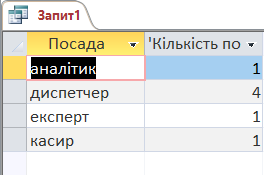 Запит1
Посада 'Кількість по
аналітик 1
диспетчер 4
експерт 1
касир 1